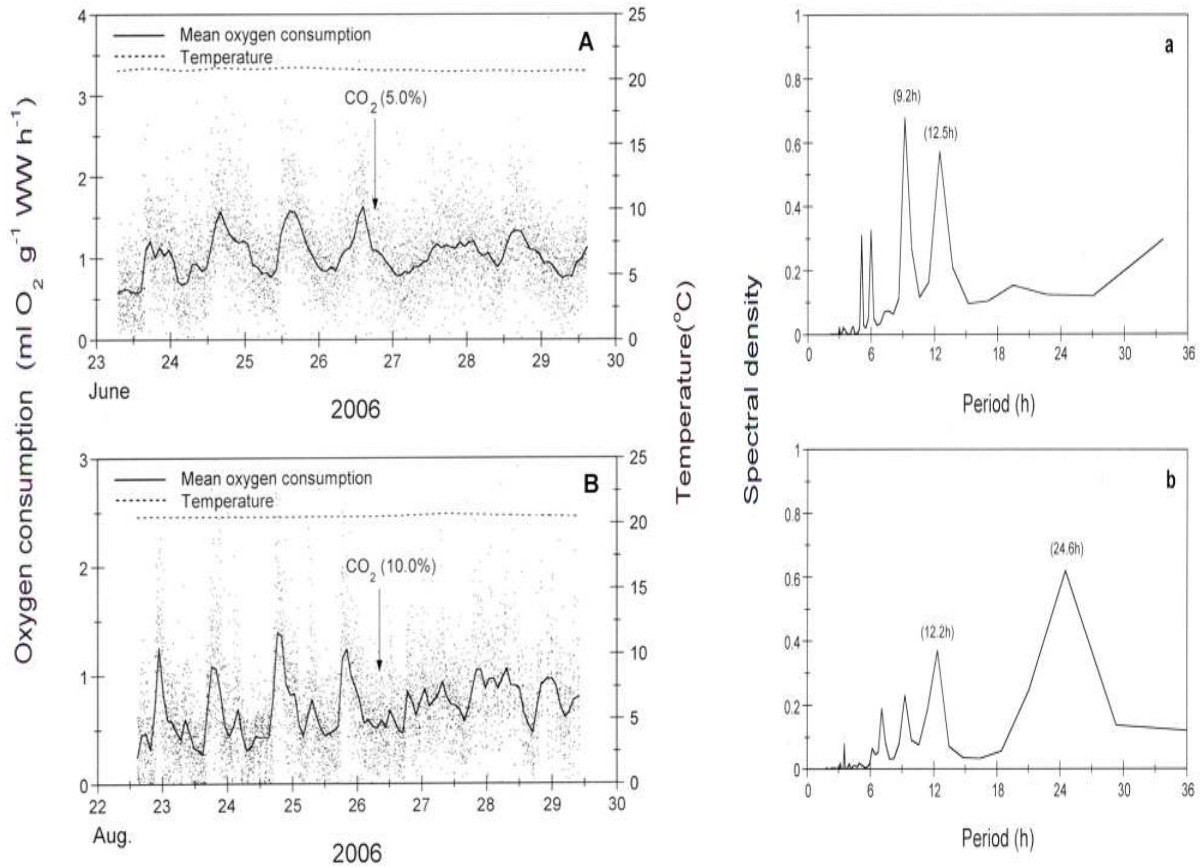 Oxygen consumption (ml O₂ g⁻¹ WW h⁻¹)
4
3
2
1
0
Mean oxygen consumption
Temperature
A
CO₂ (5.0%)
25
20
15
10
5
0
23 24 25 26 27 28 29 30
June
2006
3
2
1
0
Mean oxygen consumption
Temperature
B
CO₂ (10.0%)
25
20
15
10
5
0
22 23 24 25 26 27 28 29 30
Aug.
2006
Temperature(°C)
Spectral density
1
0.8
0.6
0.4
0.2
0
a
(9.2h)
(12.5h)
0 6 12 18 24 30 36
Period (h)
1
0.8
0.6
0.4
0.2
0
b
(24.6h)
(12.2h)
0 6 12 18 24 30 36
Period (h)